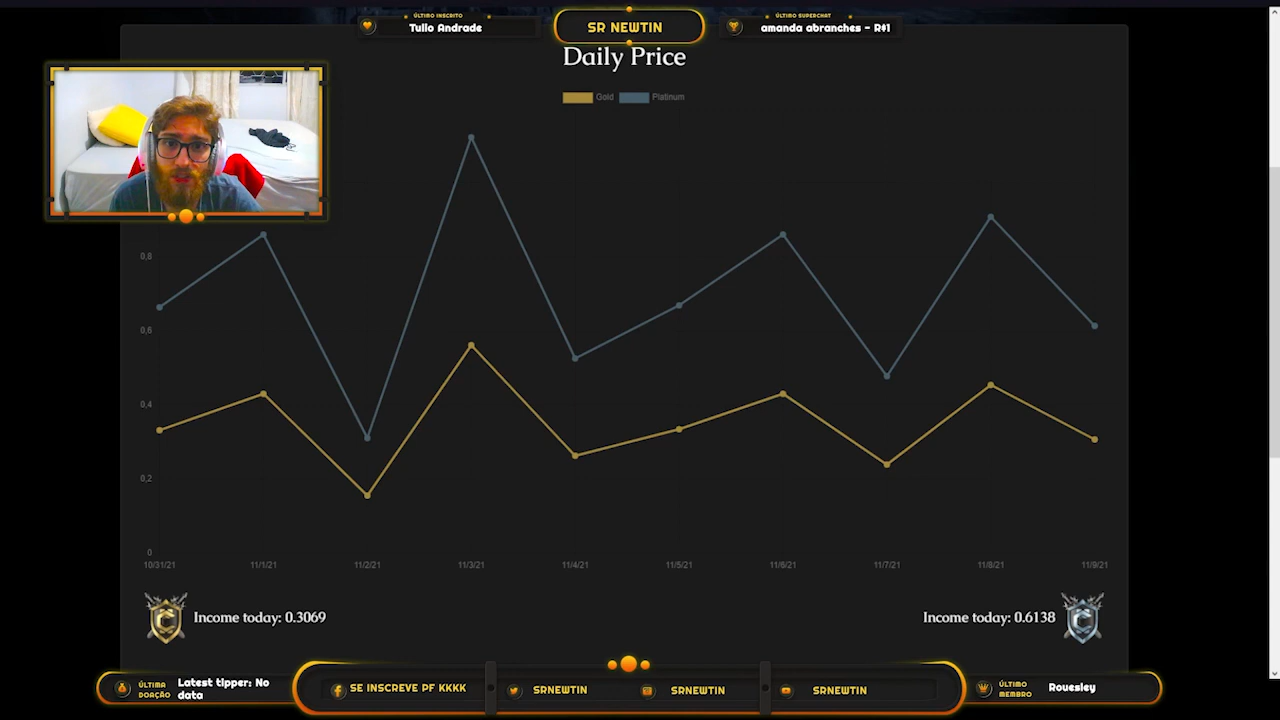 ÚLTIMO INSCRITO
Tulio Andrade
SR NEWTIN
ÚLTIMO SUPERCHAT
amanda abranches - R$1
Daily Price
Gold
Platinum
0,8
0,6
0,4
0,2
0
10/31/21
11/1/21
11/2/21
11/3/21
11/4/21
11/5/21
11/6/21
11/7/21
11/8/21
11/9/21
Income today: 0.3069
Income today: 0.6138
ÚLTIMA
DOAÇÃO
Latest tipper: No
data
SE INSCREVE PF KKKK
SRNEWTIN
SRNEWTIN
SRNEWTIN
ÚLTIMO
MEMBRO
Rouesley